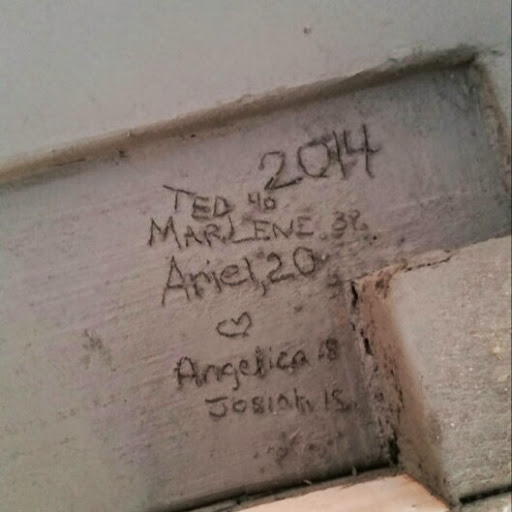 2014
TED 40
MARLENE. 38.
Ariel, 20
Angelica 18
Josiah 15